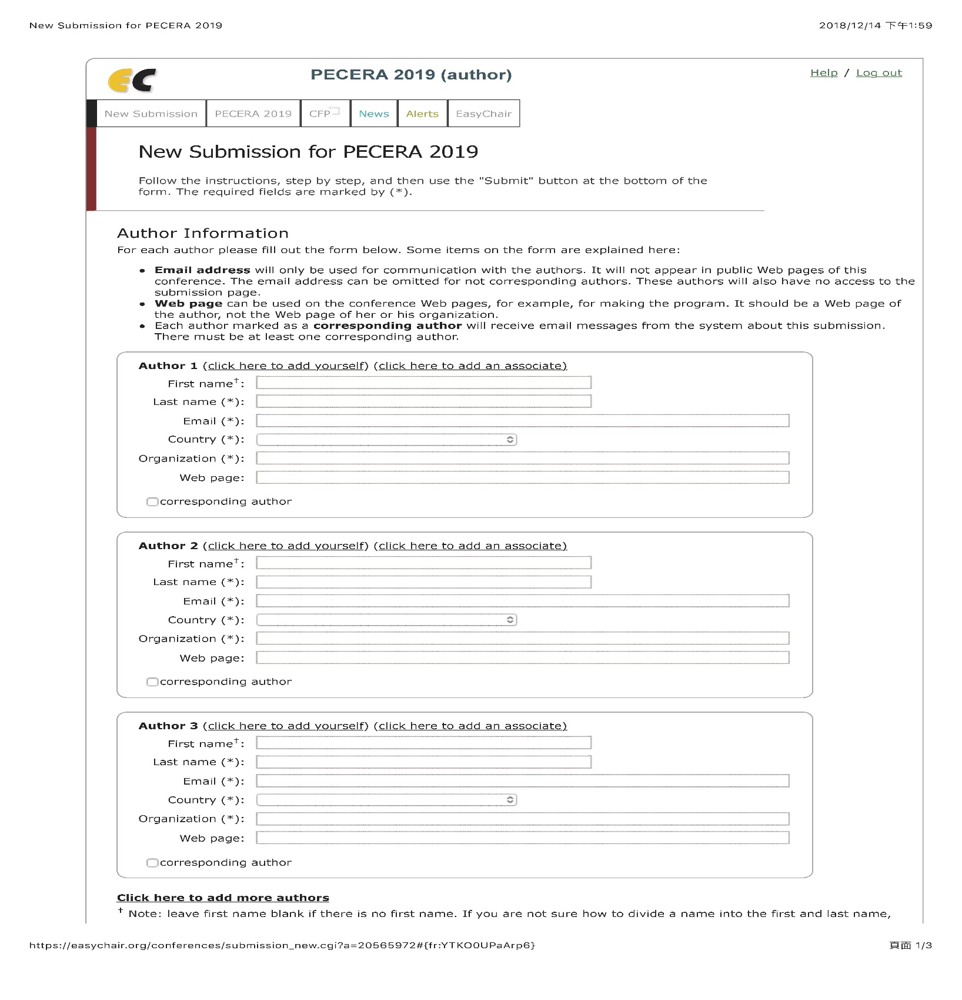 New Submission for PECERA 2019
2018/12/14 下午1:59
EC
PECERA 2019 (author)
Help / Log out
New Submission
PECERA 2019
CFP
News
Alerts
EasyChair
New Submission for PECERA 2019
Follow the instructions, step by step, and then use the "Submit" button at the bottom of the
form. The required fields are marked by (*).
Author Information
For each author please fill out the form below. Some items on the form are explained here:
• Email address will only be used for communication with the authors. It will not appear in public Web pages of this
conference. The email address can be omitted for not corresponding authors. These authors will also have no access to the
submission page.
• Web page can be used on the conference Web pages, for example, for making the program. It should be a Web page of
the author, not the Web page of her or his organization.
• Each author marked as a corresponding author will receive email messages from the system about this submission.
There must be at least one corresponding author.
Author 1 (click here to add yourself) (click here to add an associate)
First name†:
Last name (*):
Email (*):
Country (*):
Organization (*):
Web page:
corresponding author
Author 2 (click here to add yourself) (click here to add an associate)
First name†:
Last name (*):
Email (*):
Country (*):
Organization (*):
Web page:
corresponding author
Author 3 (click here to add yourself) (click here to add an associate)
First name†:
Last name (*):
Email (*):
Country (*):
Organization (*):
Web page:
corresponding author
Click here to add more authors
† Note: leave first name blank if there is no first name. If you are not sure how to divide a name into the first and last name,
https://easychair.org/conferences/submission_new.cgi?a=20565972#{fr:YTKO0UPaArp6}
頁面 1/3